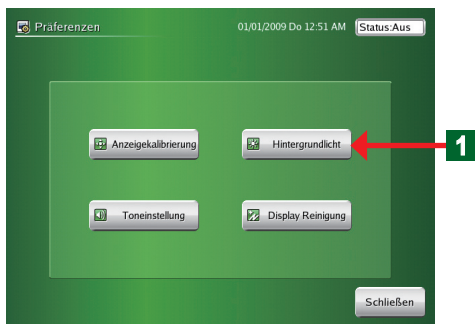 Präferenzen 01/01/2009 Do 12:51 AM Status:Aus
Anzeigekalibrierung Hintergrundlicht 1
Toneinstellung Display Reinigung
Schließen